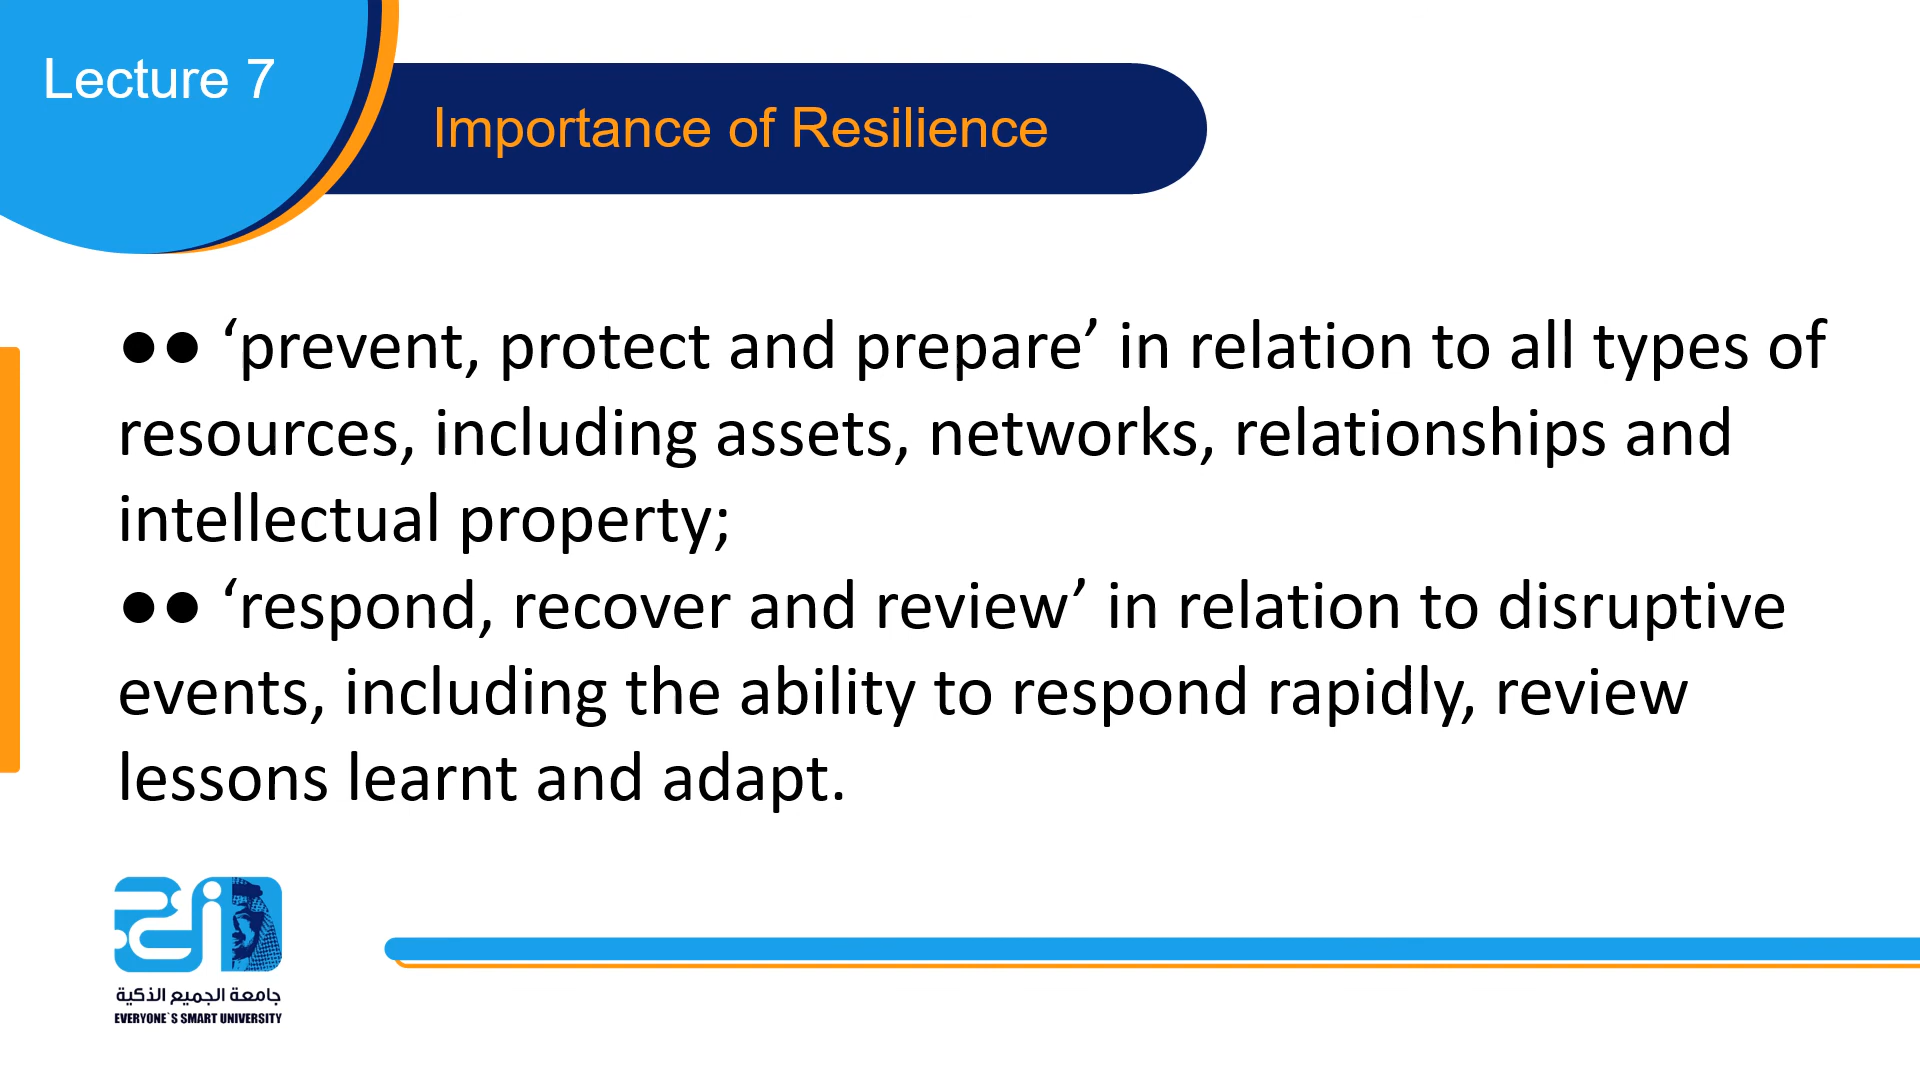 Lecture 7
Importance of Resilience
●● ‘prevent, protect and prepare’ in relation to all types of
resources, including assets, networks, relationships and
intellectual property;
●● ‘respond, recover and review’ in relation to disruptive
events, including the ability to respond rapidly, review
lessons learnt and adapt.
جامعة الجميع الذكية
EVERYONE`S SMART UNIVERSITY